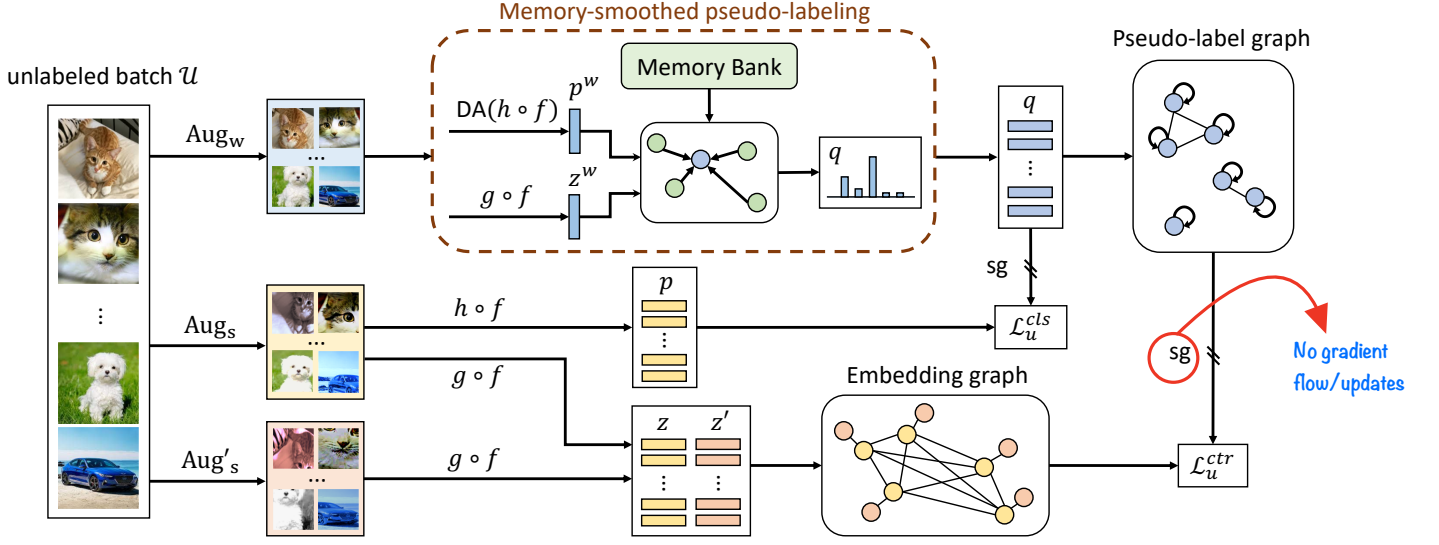 Memory-smoothed pseudo-labeling
Pseudo-label graph
unlabeled batch 𝒰
Memory Bank
Aug_w
...
DA(h ∘ f)
p^w
g ∘ f
z^w
q
q
⋮
sg
⋮
Aug_s
...
h ∘ f
p
⋮
ℒ_u^{cls}
sg
No gradient
flow/updates
g ∘ f
Embedding graph
Aug'_s
...
g ∘ f
z
z'
⋮
⋮
ℒ_u^{ctr}